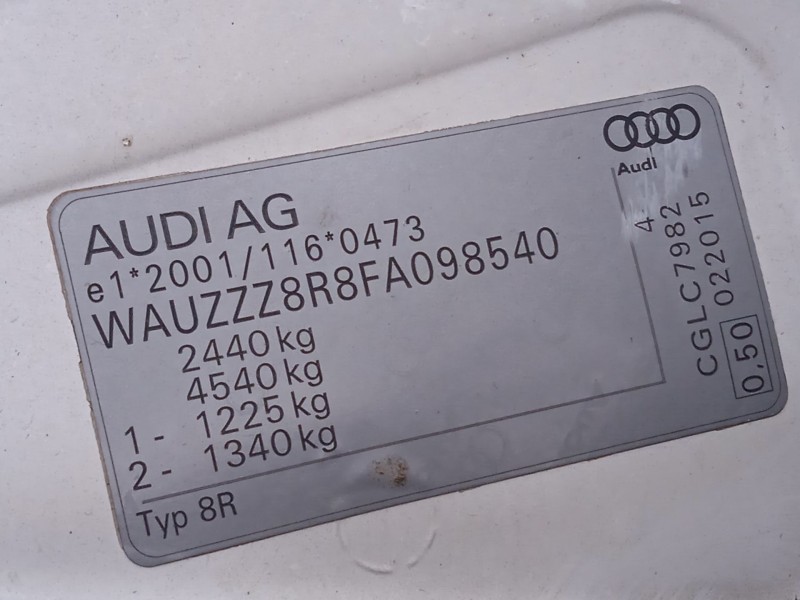 Audi
AUDI AG
e1*2001/116*0473
WAUZZZ8R8FA098540
2440 kg
4540 kg
1 - 1225 kg
2 - 1340 kg
Typ 8R
4
CGLC7982
022015
0,50